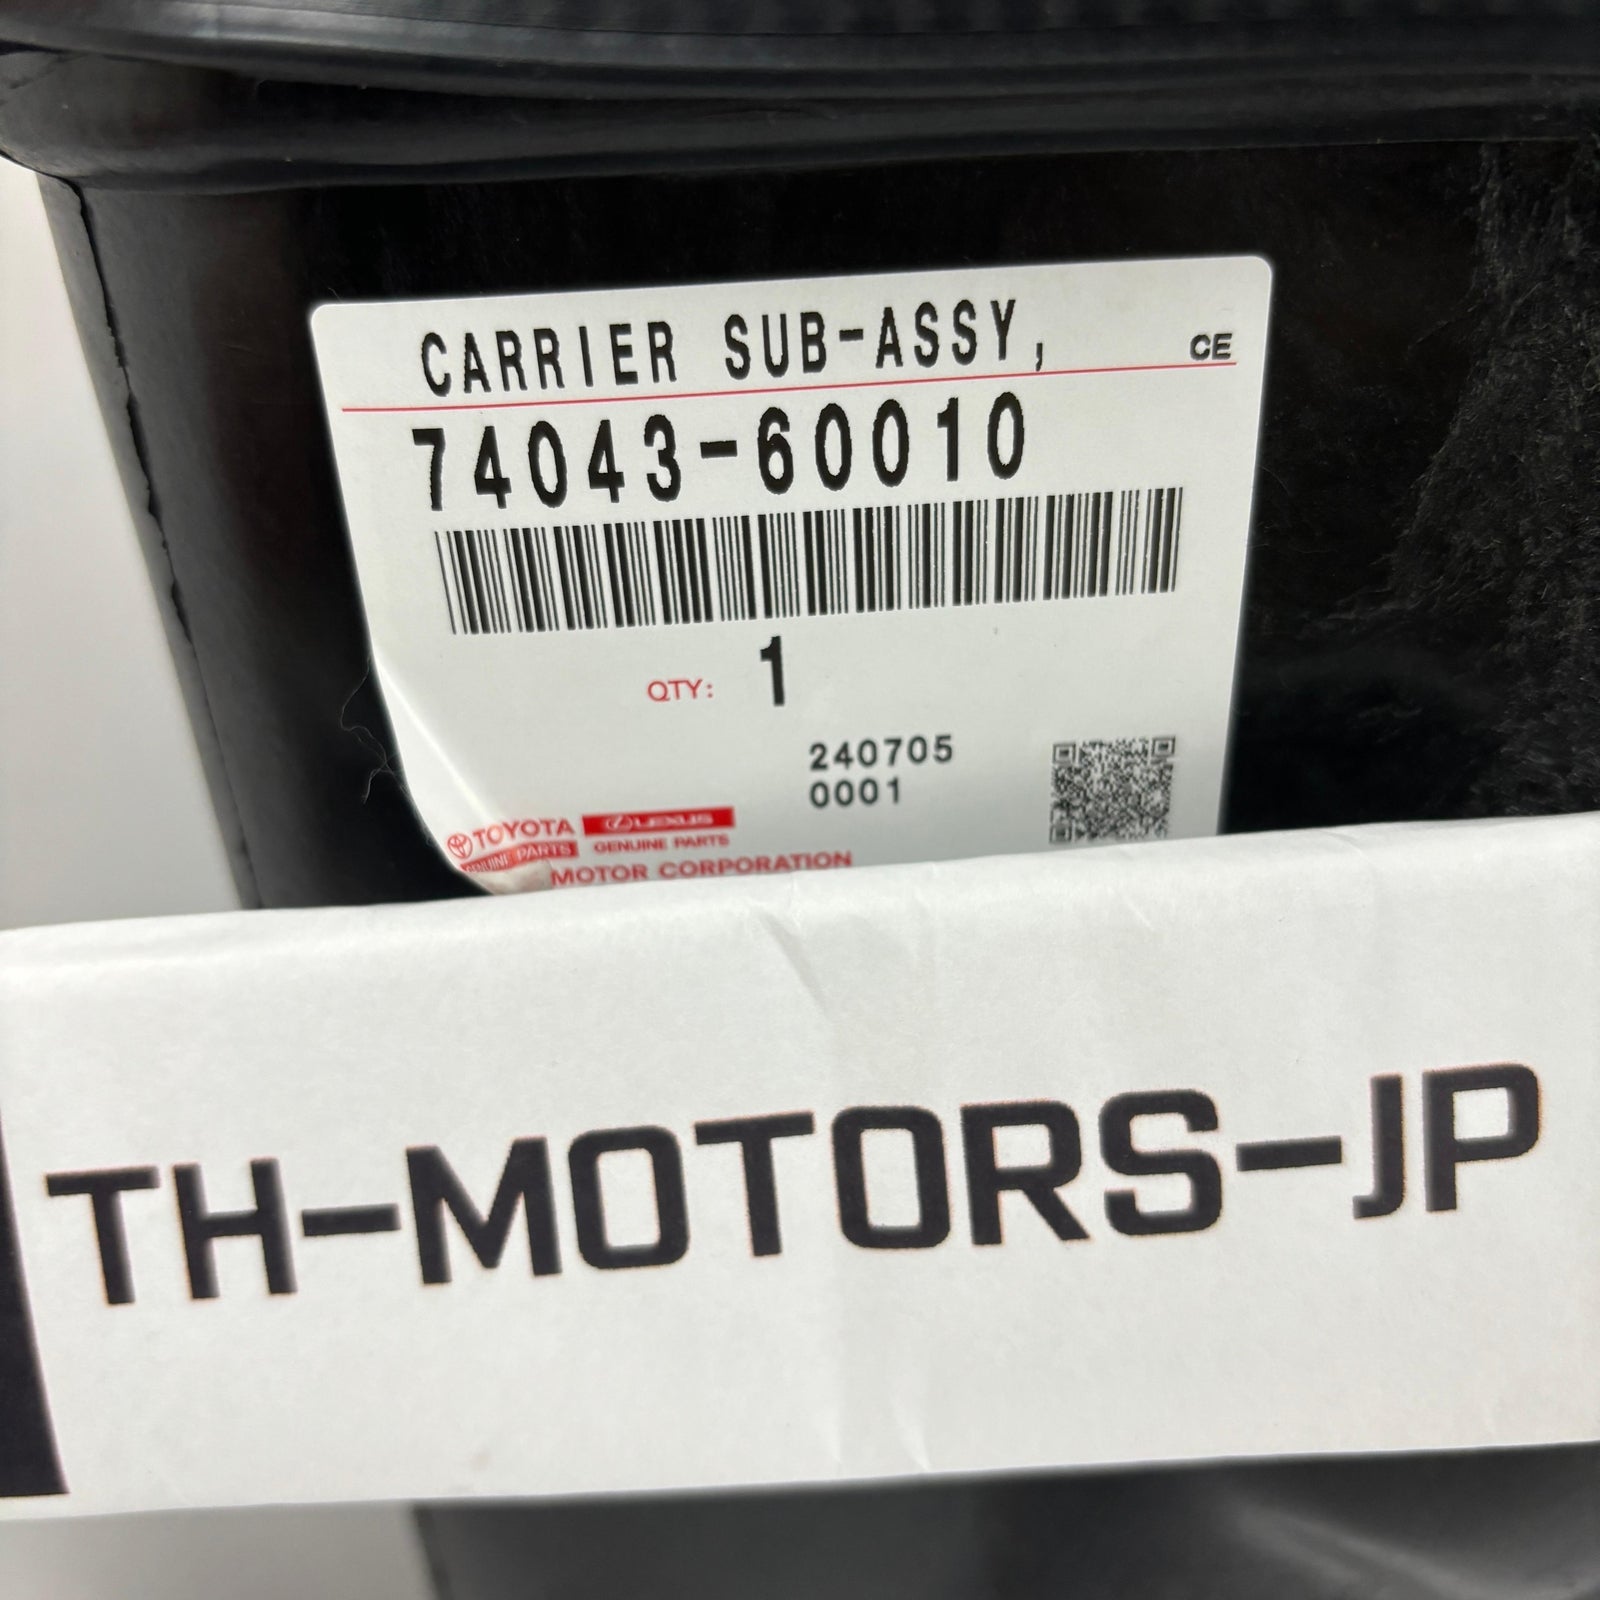 CARRIER SUB-ASSY, CE
74043-60010
QTY: 1
240705
0001
TOYOTA LEXUS
GENUINE PARTS GENUINE PARTS
MOTOR CORPORATION
TH-MOTORS-JP